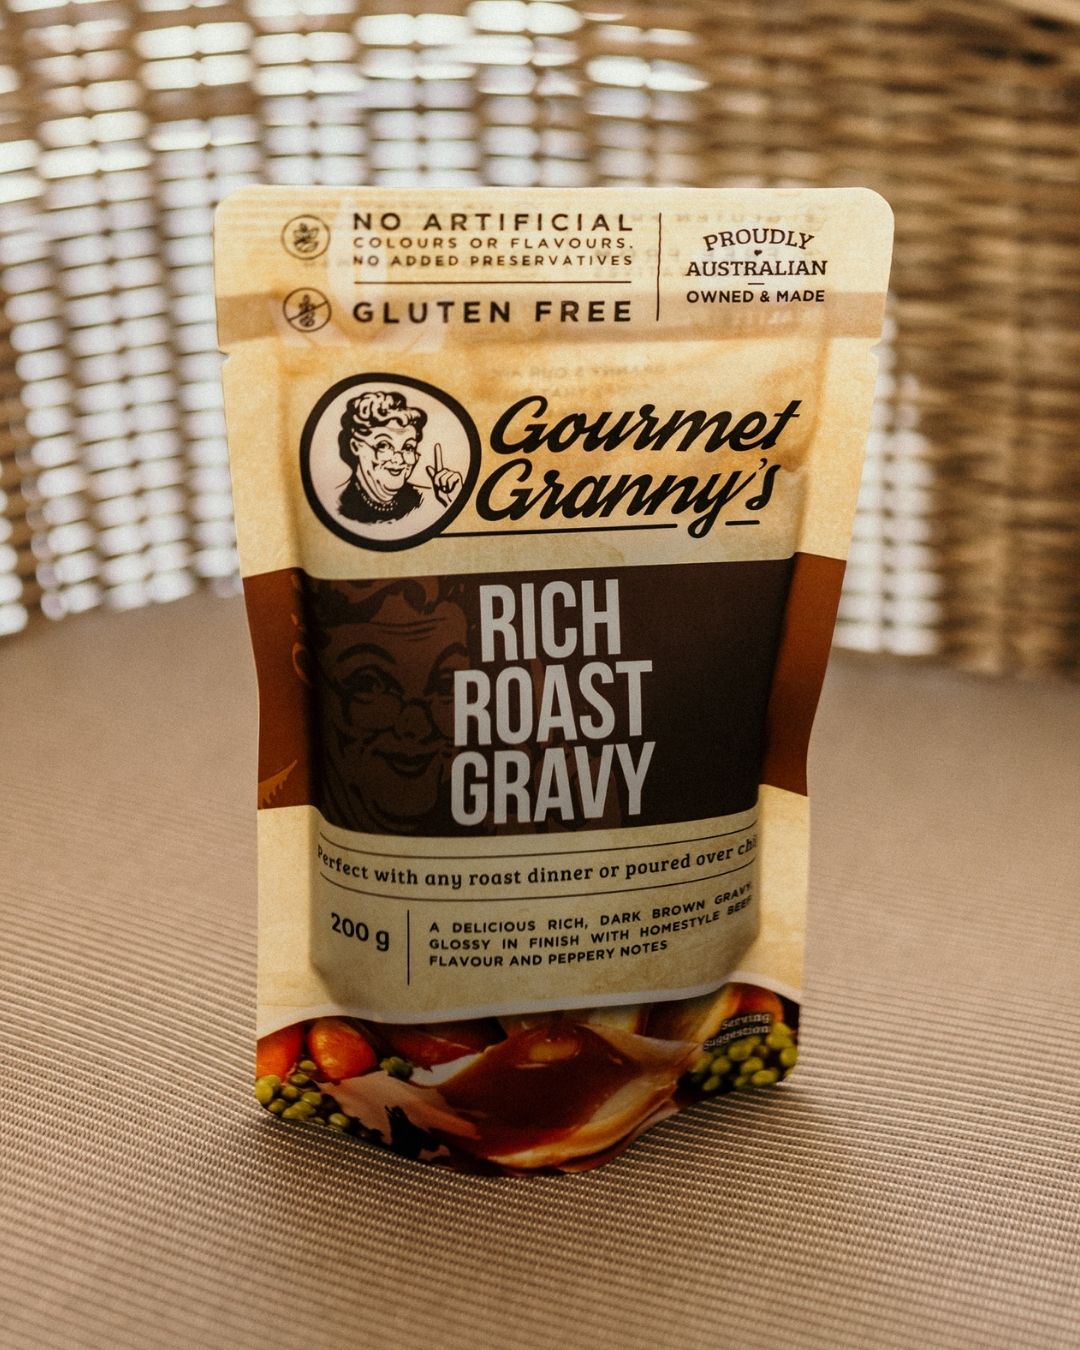 NO ARTIFICIAL
COLOURS OR FLAVOURS.
NO ADDED PRESERVATIVES
GLUTEN FREE
PROUDLY
AUSTRALIAN
OWNED & MADE
Gourmet
Granny's
RICH
ROAST
GRAVY
Perfect with any roast dinner or poured over
200 g
A DELICIOUS RICH, DARK BROWN GRAVY,
GLOSSY IN FINISH WITH HOMESTYLE BEEF
FLAVOUR AND PEPPERY NOTES
Serving
Suggestion